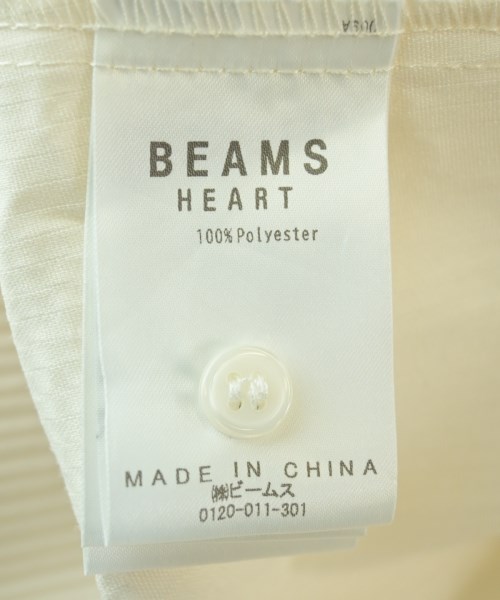 BEAMS
HEART
100%Polyester
MADE IN CHINA
㈱ビームス
0120-011-301